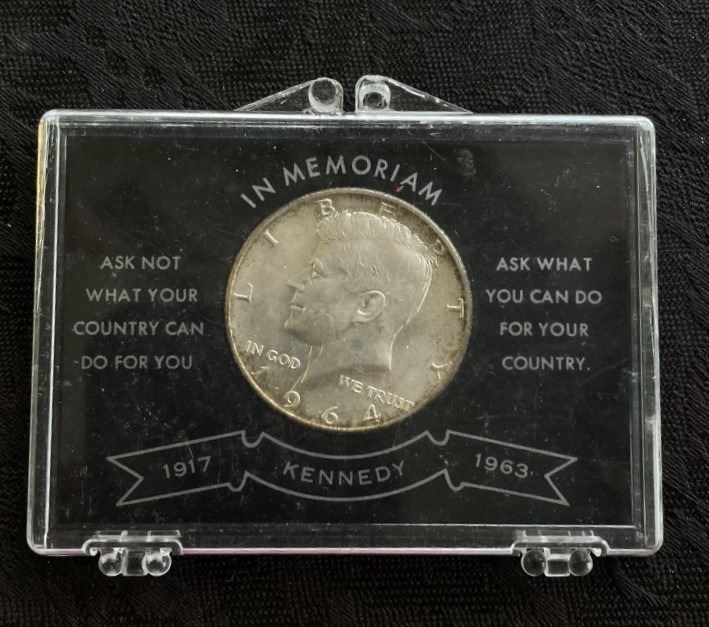 IN MEMORIAM
ASK NOT
WHAT YOUR
COUNTRY CAN
DO FOR YOU
LIBERTY
IN GOD
WE TRUST
1964
ASK WHAT
YOU CAN DO
FOR YOUR
COUNTRY.
1917
KENNEDY
1963